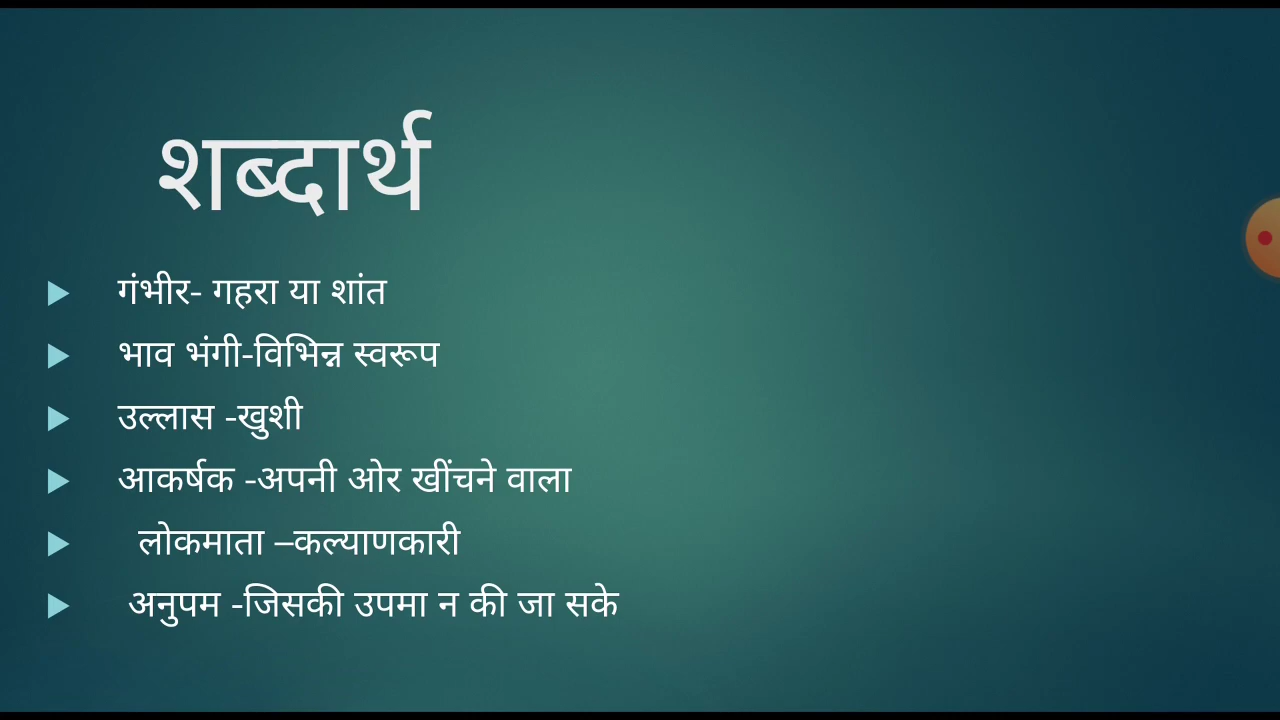 शब्दार्थ
गंभीर- गहरा या शांत
भाव भंगी-विभिन्न स्वरूप
उल्लास -खुशी
आकर्षक -अपनी ओर खींचने वाला
लोकमाता –कल्याणकारी
अनुपम -जिसकी उपमा न की जा सके